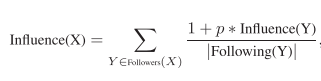 Influence(X) = ∑_{Y∈Followers(X)} (1 + p ∗ Influence(Y)) / |Following(Y)|,